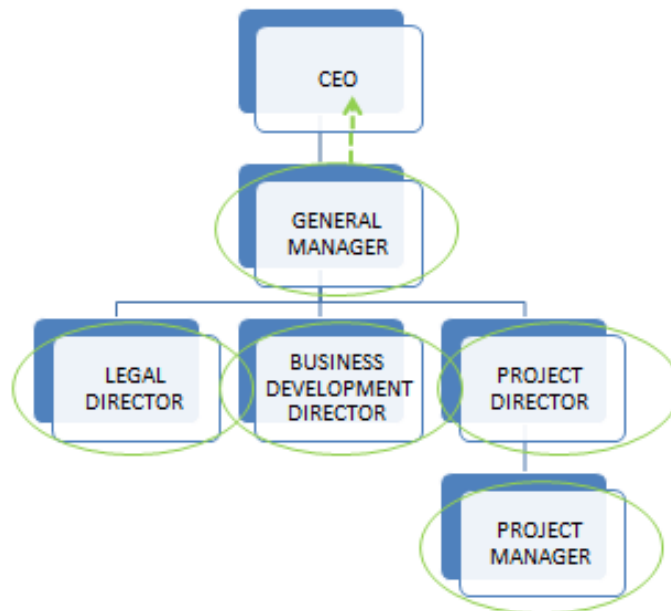 CEO
GENERAL
MANAGER
LEGAL
DIRECTOR
BUSINESS
DEVELOPMENT
DIRECTOR
PROJECT
DIRECTOR
PROJECT
MANAGER